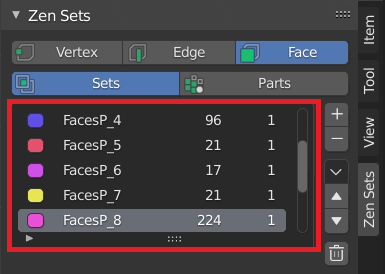 Zen Sets
Vertex Edge Face
Sets Parts
FacesP_4 96 1
FacesP_5 21 1
FacesP_6 17 1
FacesP_7 21 1
FacesP_8 224 1
Item
Tool
View
Zen Sets